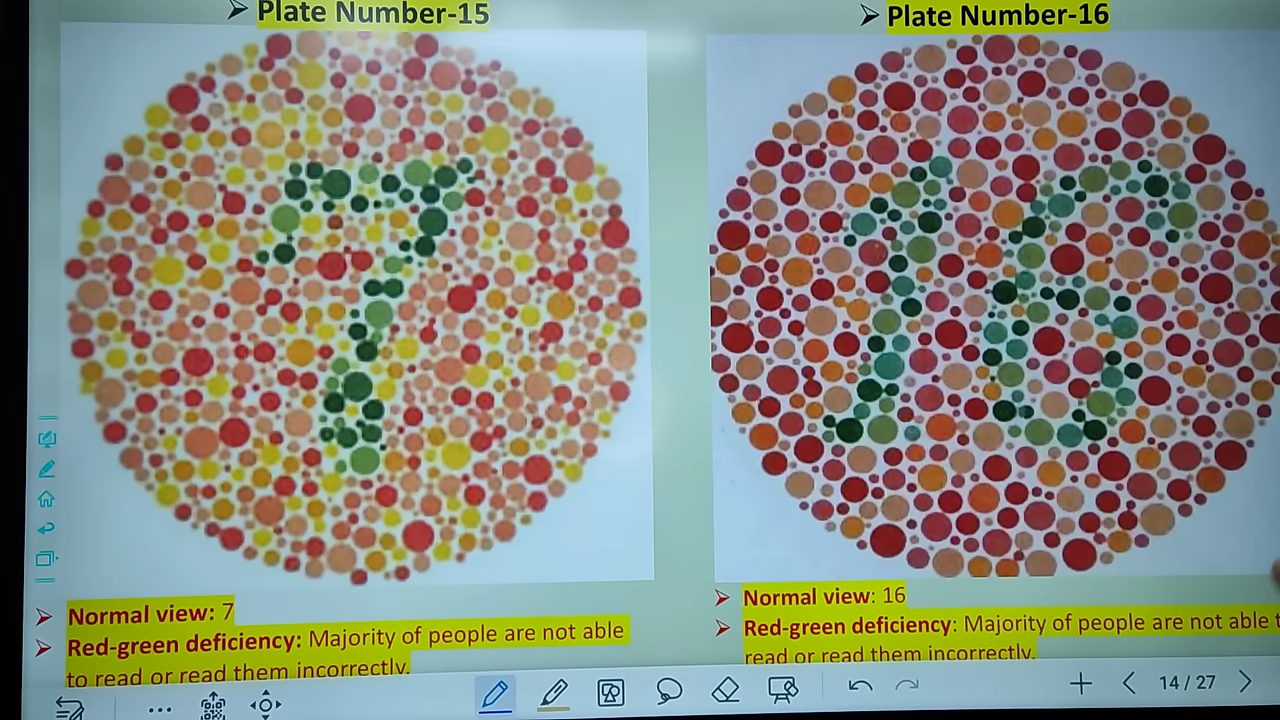 ➢ Plate Number-15
➢ Plate Number-16
7
16
➢ Normal view: 7
➢ Red-green deficiency: Majority of people are not able
to read or read them incorrectly.
➢ Normal view: 16
➢ Red-green deficiency: Majority of people are not able
read or read them incorrectly.
14 / 27